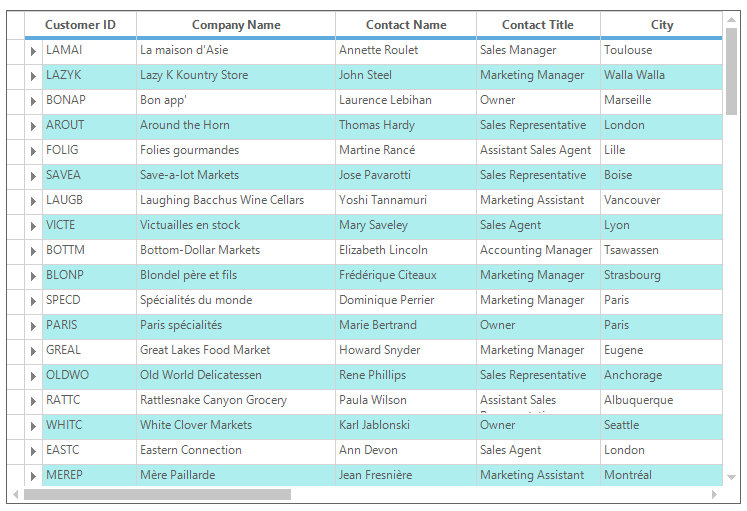 Customer ID Company Name Contact Name Contact Title City
LAMAI La maison d'Asie Annette Roulet Sales Manager Toulouse
LAZYK Lazy K Kountry Store John Steel Marketing Manager Walla Walla
BONAP Bon app' Laurence Lebihan Owner Marseille
AROUT Around the Horn Thomas Hardy Sales Representative London
FOLIG Folies gourmandes Martine Rancé Assistant Sales Agent Lille
SAVEA Save-a-lot Markets Jose Pavarotti Sales Representative Boise
LAUGB Laughing Bacchus Wine Cellars Yoshi Tannamuri Marketing Assistant Vancouver
VICTE Victuailles en stock Mary Saveley Sales Agent Lyon
BOTTM Bottom-Dollar Markets Elizabeth Lincoln Accounting Manager Tsawassen
BLONP Blondel père et fils Frédérique Citeaux Marketing Manager Strasbourg
SPECD Spécialités du monde Dominique Perrier Marketing Manager Paris
PARIS Paris spécialités Marie Bertrand Owner Paris
GREAL Great Lakes Food Market Howard Snyder Marketing Manager Eugene
OLDWO Old World Delicatessen Rene Phillips Sales Representative Anchorage
RATTC Rattlesnake Canyon Grocery Paula Wilson Assistant Sales Albuquerque
WHITC White Clover Markets Karl Jablonski Owner Seattle
EASTC Eastern Connection Ann Devon Sales Agent London
MEREP Mère Paillarde Jean Fresnière Marketing Assistant Montréal